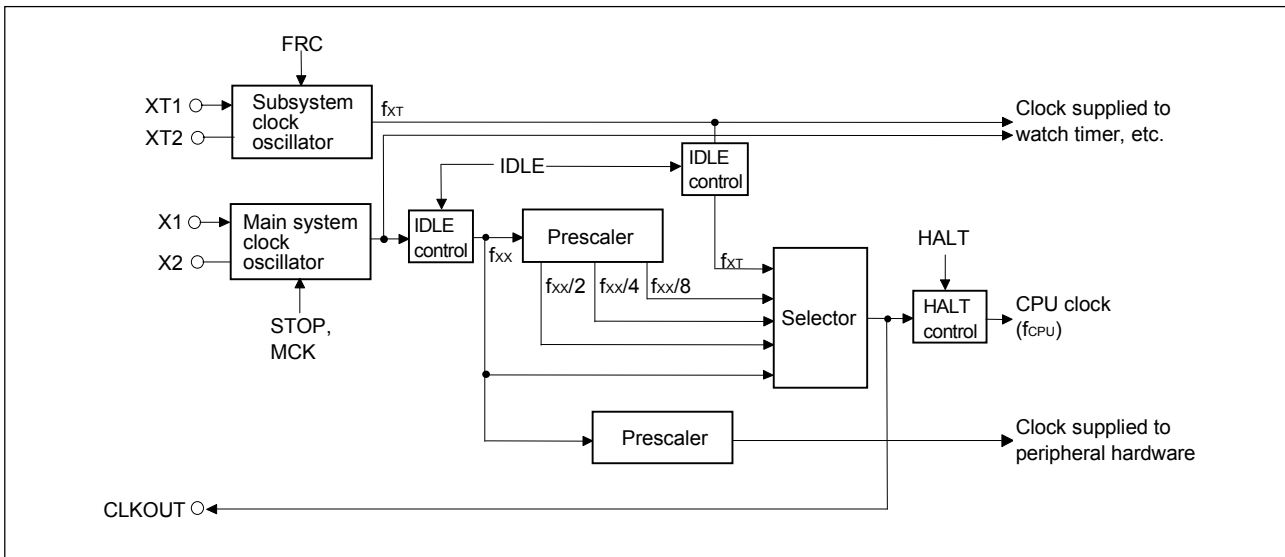 FRC
XT1
XT2
Subsystem
clock
oscillator
fXT
Clock supplied to
watch timer, etc.
IDLE
IDLE
control
X1
X2
Main system
clock
oscillator
IDLE
control
fXX
Prescaler
fXT
HALT
fXX/2
fXX/4
fXX/8
Selector
HALT
control
CPU clock
(fCPU)
STOP,
MCK
Prescaler
Clock supplied to
peripheral hardware
CLKOUT